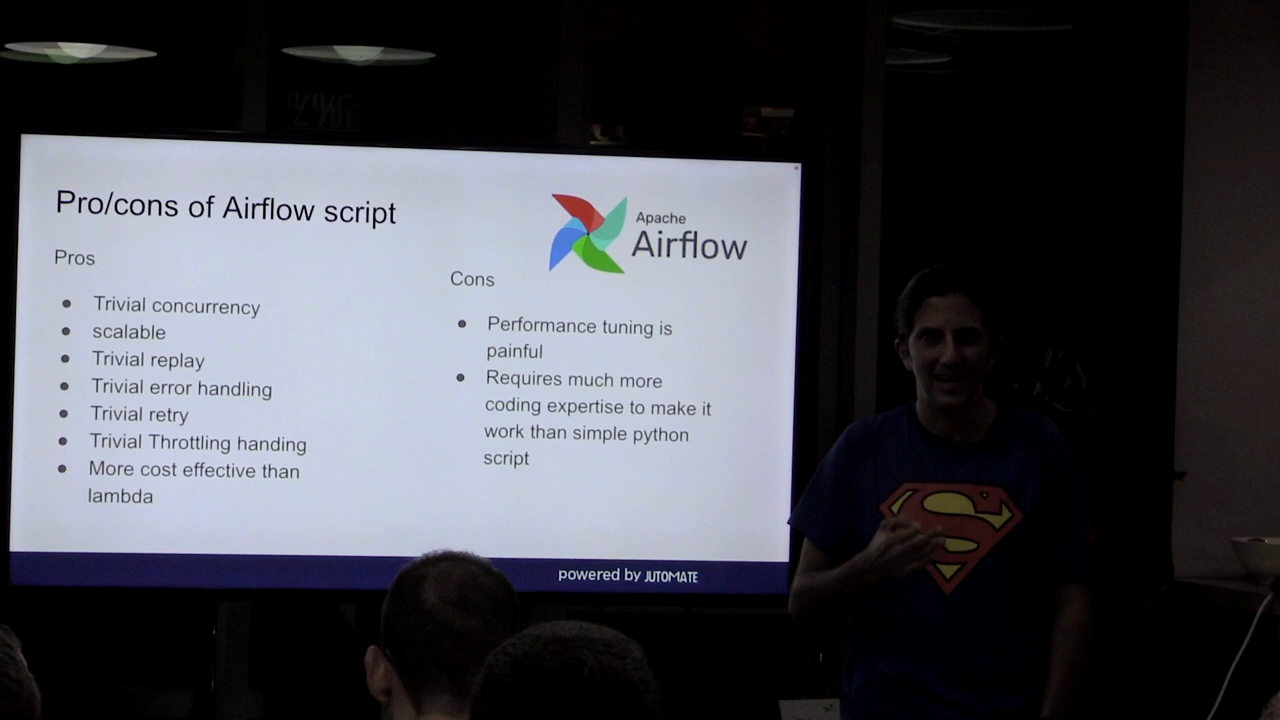 Pro/cons of Airflow script
Apache
Airflow
Pros
● Trivial concurrency
● scalable
● Trivial replay
● Trivial error handling
● Trivial retry
● Trivial Throttling handing
● More cost effective than
lambda
Cons
● Performance tuning is
painful
● Requires much more
coding expertise to make it
work than simple python
script
powered by JUTOMATE
S